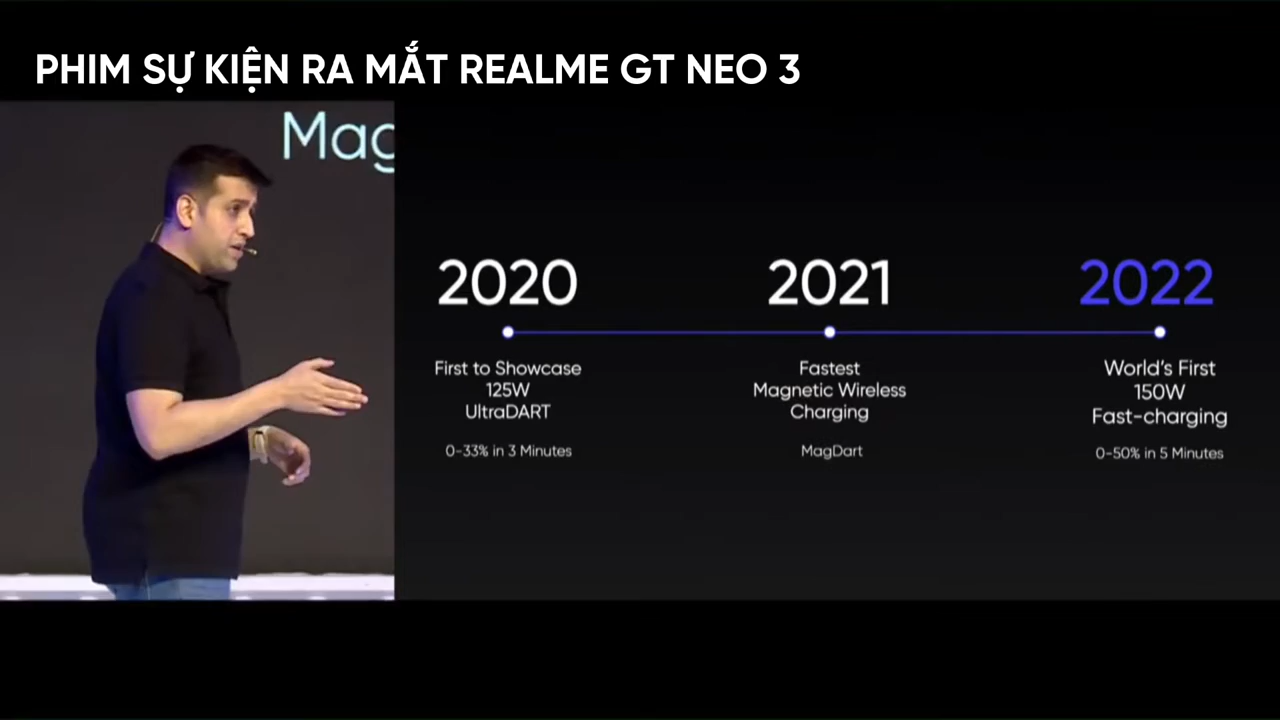 PHIM SỰ KIỆN RA MẮT REALME GT NEO 3
Mag
2020
First to Showcase
125W
UltraDART
0-33% in 3 Minutes
2021
Fastest
Magnetic Wireless
Charging
MagDart
2022
World's First
150W
Fast-charging
0-50% in 5 Minutes